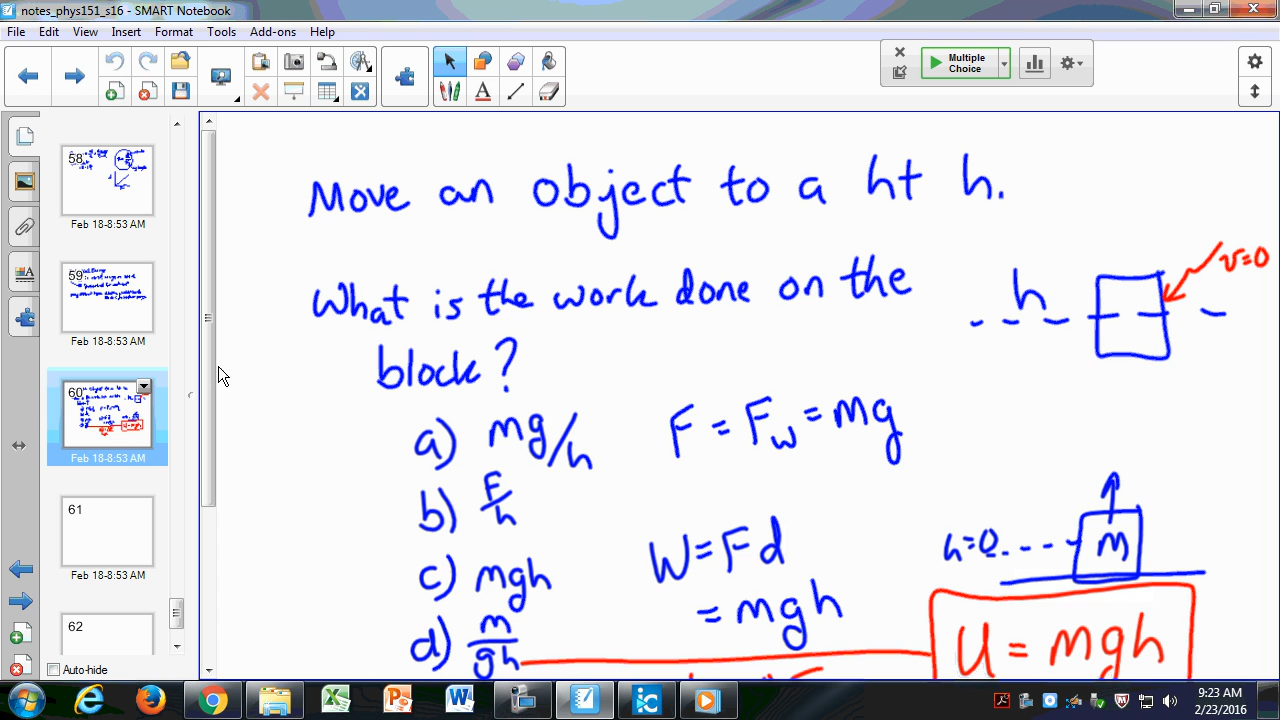 notes_phys151_s16 - SMART Notebook
File Edit View Insert Format Tools Add-ons Help
Multiple Choice
58
Feb 18-8:53 AM
59
Feb 18-8:53 AM
60
Feb 18-8:53 AM
61
Feb 18-8:53 AM
62
Auto-hide
Move an object to a ht h.
What is the work done on the
block?
h
v=0
a) mg/h
F = Fw = mg
b) F/h
c) mgh
W = Fd
= mgh
h=0
m
d) m/gh
U = mgh
9:23 AM
2/23/2016